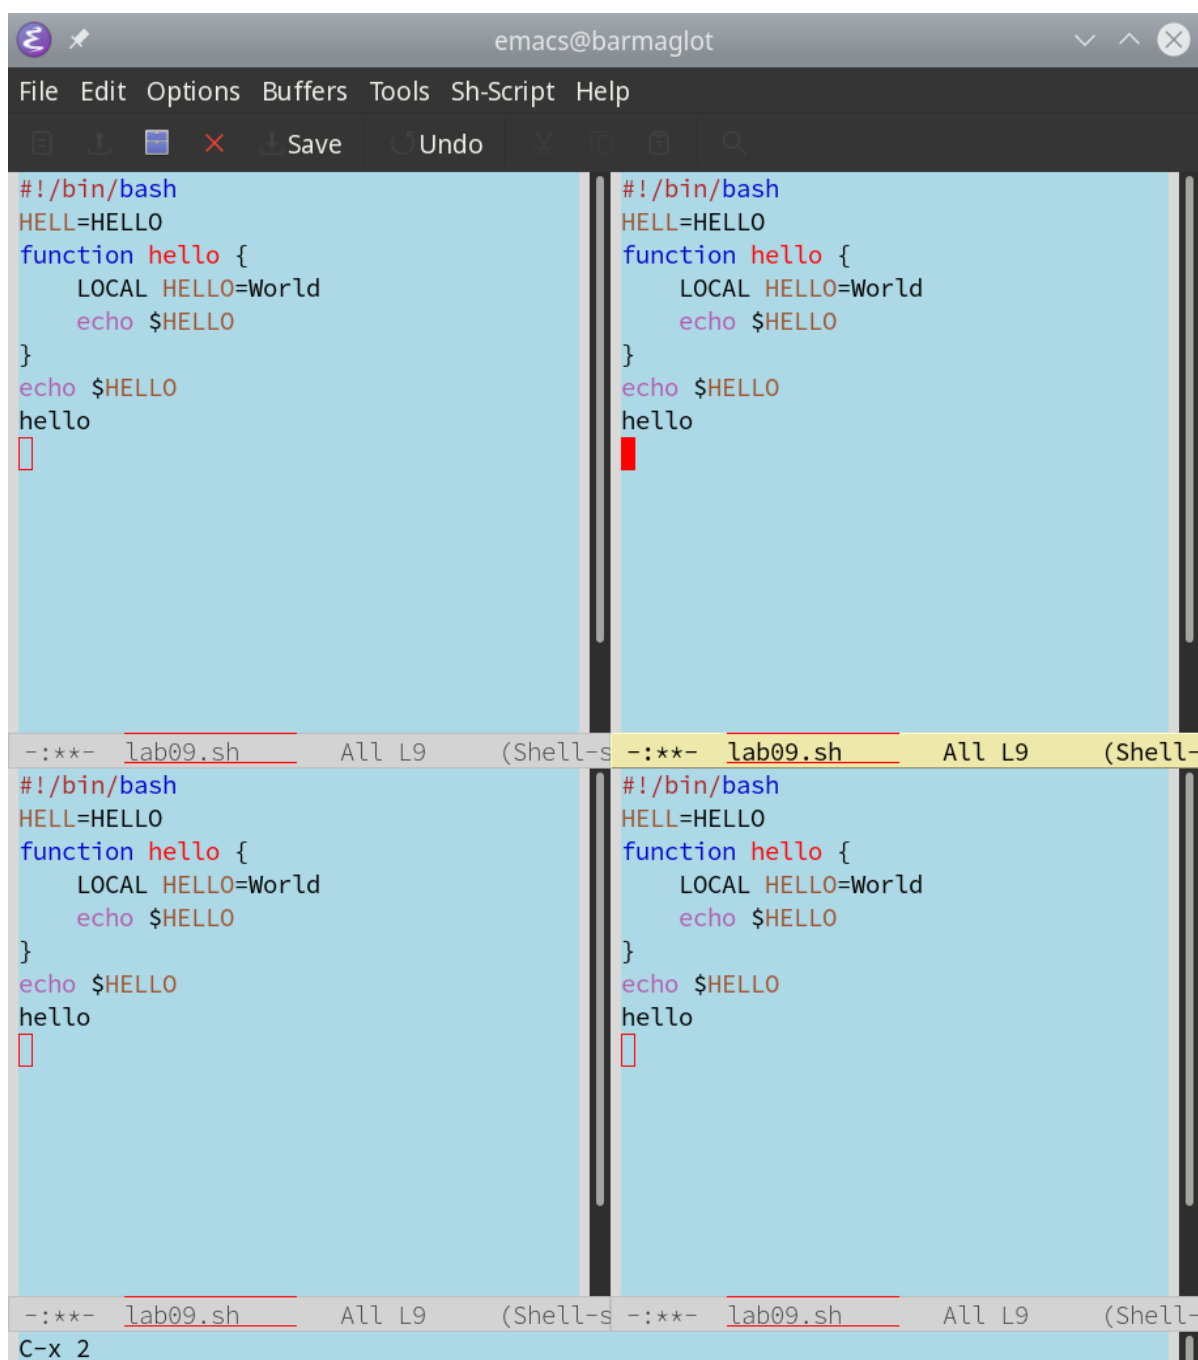 emacs@barmaglot
File Edit Options Buffers Tools Sh-Script Help
Save Undo
#!/bin/bash
HELL=HELLO
function hello {
    LOCAL HELLO=World
    echo $HELLO
}
echo $HELLO
hello
-:**- lab09.sh All L9 (Shell-s
#!/bin/bash
HELL=HELLO
function hello {
    LOCAL HELLO=World
    echo $HELLO
}
echo $HELLO
hello
-:**- lab09.sh All L9 (Shell-
#!/bin/bash
HELL=HELLO
function hello {
    LOCAL HELLO=World
    echo $HELLO
}
echo $HELLO
hello
-:**- lab09.sh All L9 (Shell-s
#!/bin/bash
HELL=HELLO
function hello {
    LOCAL HELLO=World
    echo $HELLO
}
echo $HELLO
hello
-:**- lab09.sh All L9 (Shell-
C-x 2